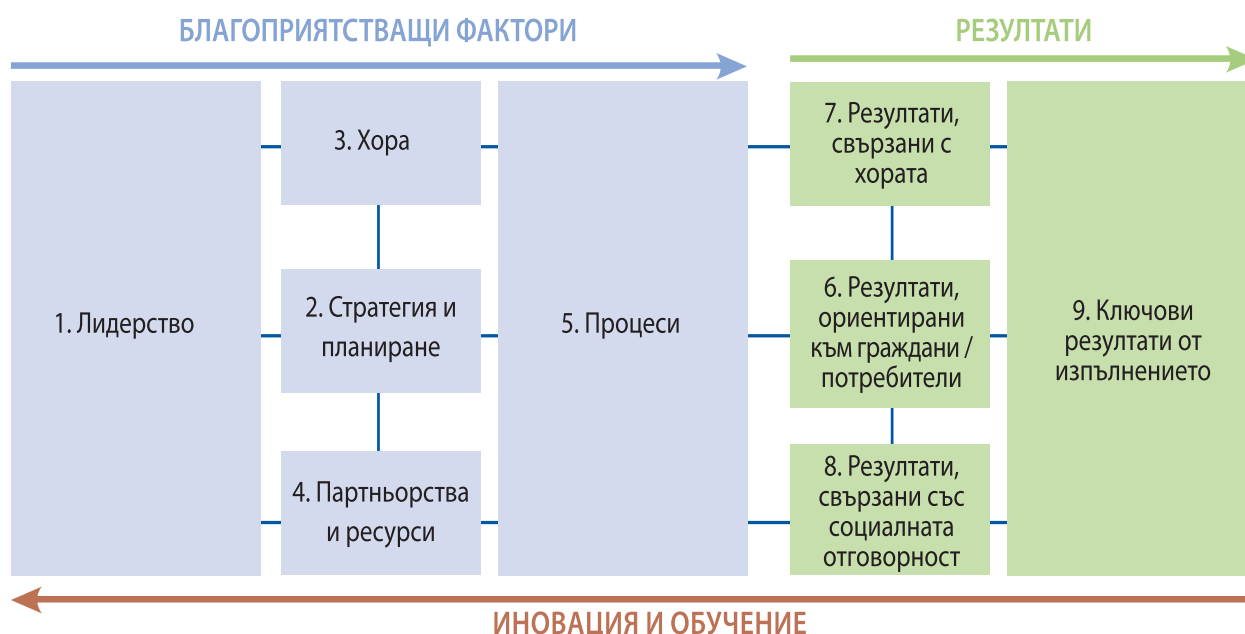 БЛАГОПРИЯТСТВАЩИ ФАКТОРИ
РЕЗУЛТАТИ
1. Лидерство
3. Хора
2. Стратегия и
планиране
4. Партньорства
и ресурси
5. Процеси
7. Резултати,
свързани с
хората
6. Резултати,
ориентирани
към граждани /
потребители
8. Резултати,
свързани със
социалната
отговорност
9. Ключови
резултати от
изпълнението
ИНОВАЦИЯ И ОБУЧЕНИЕ